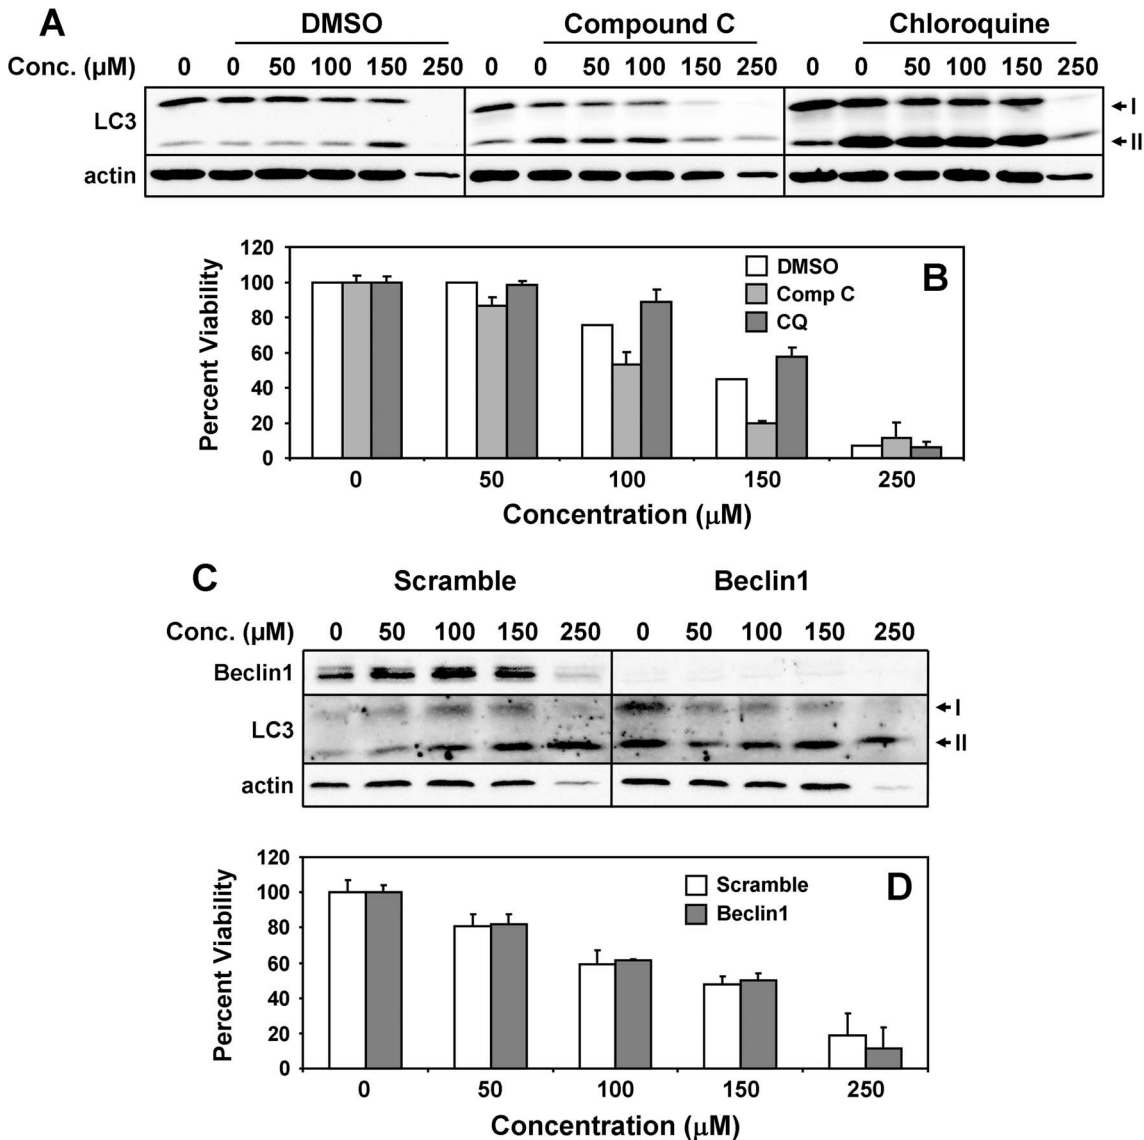 A DMSO Compound C Chloroquine
Conc. (µM) 0 0 50 100 150 250 0 0 50 100 150 250 0 0 50 100 150 250
LC3 I
II
actin
120
100
80
60
40
20
0
Percent Viability
DMSO
Comp C
CQ
B
0 50 100 150 250
Concentration (µM)
C Scramble Beclin1
Conc. (µM) 0 50 100 150 250 0 50 100 150 250
Beclin1
LC3 I
II
actin
120
100
80
60
40
20
0
Percent Viability
Scramble
Beclin1
D
0 50 100 150 250
Concentration (µM)